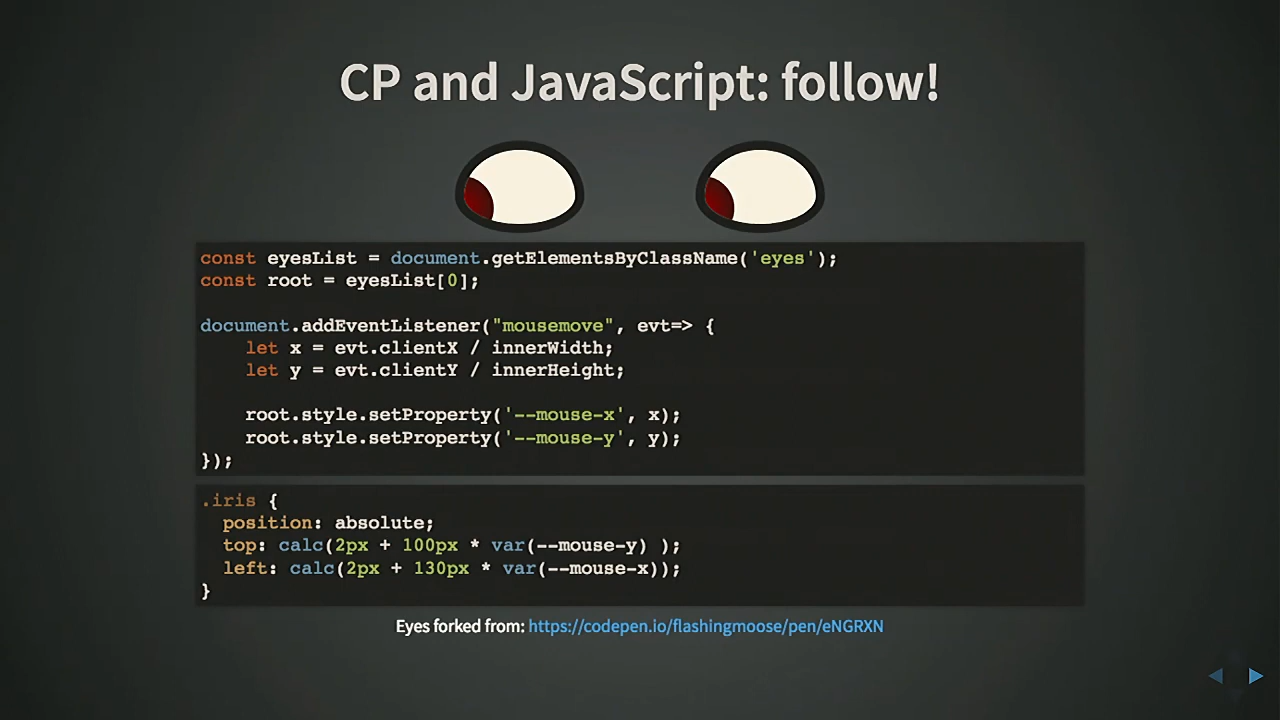 CP and JavaScript: follow!
const eyesList = document.getElementsByClassName('eyes');
const root = eyesList[0];
document.addEventListener("mousemove", evt=> {
let x = evt.clientX / innerWidth;
let y = evt.clientY / innerHeight;
root.style.setProperty('--mouse-x', x);
root.style.setProperty('--mouse-y', y);
});
.iris {
position: absolute;
top: calc(2px + 100px * var(--mouse-y) );
left: calc(2px + 130px * var(--mouse-x));
}
Eyes forked from: https://codepen.io/flashingmoose/pen/eNGRXN